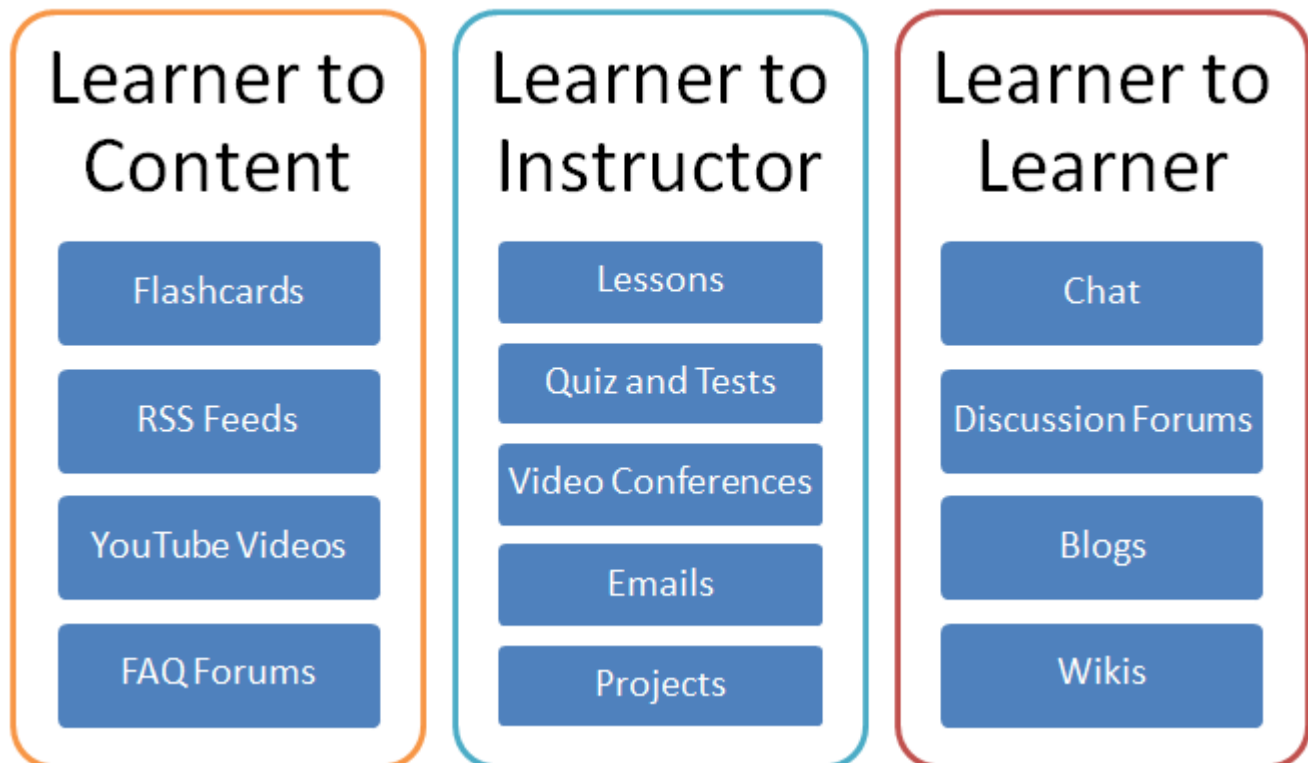 Learner to
Content
Flashcards
RSS Feeds
YouTube Videos
FAQ Forums
Learner to
Instructor
Lessons
Quiz and Tests
Video Conferences
Emails
Projects
Learner to
Learner
Chat
Discussion Forums
Blogs
Wikis